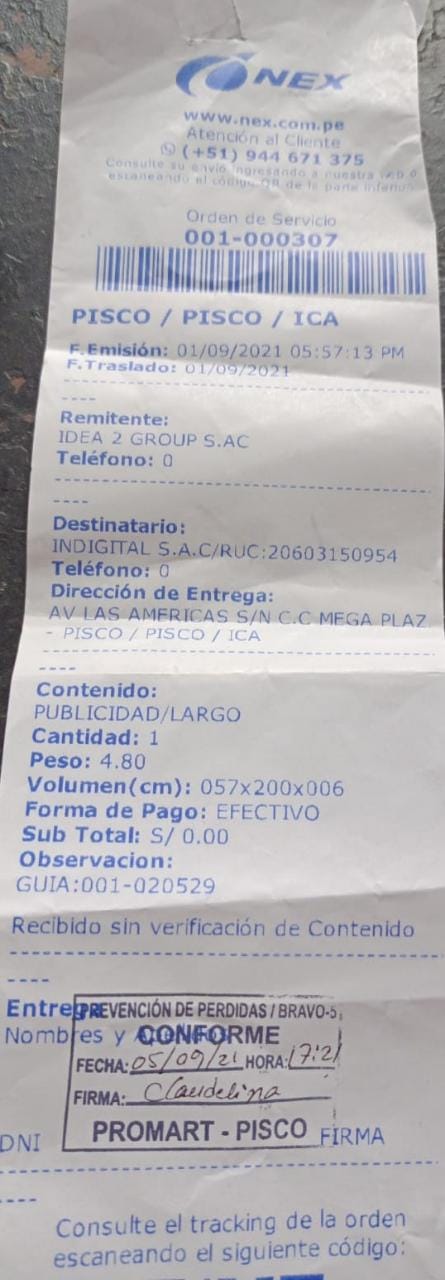 NEX
www.nex.com.pe
Atención al Cliente
(+51) 944 671 375
Consulte su envio ingresando a nuestra web o
escaneando el código QR de la parte inferior
Orden de Servicio
001-000307
PISCO / PISCO / ICA
F.Emisión: 01/09/2021 05:57:13 PM
F.Traslado: 01/09/2021
Remitente:
IDEA 2 GROUP S.AC
Teléfono: 0
Destinatario:
INDIGITAL S.A.C/RUC:20603150954
Teléfono: 0
Dirección de Entrega:
AV LAS AMERICAS S/N C.C MEGA PLAZ
- PISCO / PISCO / ICA
Contenido:
PUBLICIDAD/LARGO
Cantidad: 1
Peso: 4.80
Volumen(cm): 057x200x006
Forma de Pago: EFECTIVO
Sub Total: S/ 0.00
Observacion:
GUIA:001-020529
Recibido sin verificación de Contenido
PREVENCIÓN DE PERDIDAS / BRAVO-5
Nombres y
CONFORME
FECHA: 05/09/21 HORA: 17:21
FIRMA: Claudelina
PROMART - PISCO
DNI FIRMA
Consulte el tracking de la orden
escaneando el siguiente código: